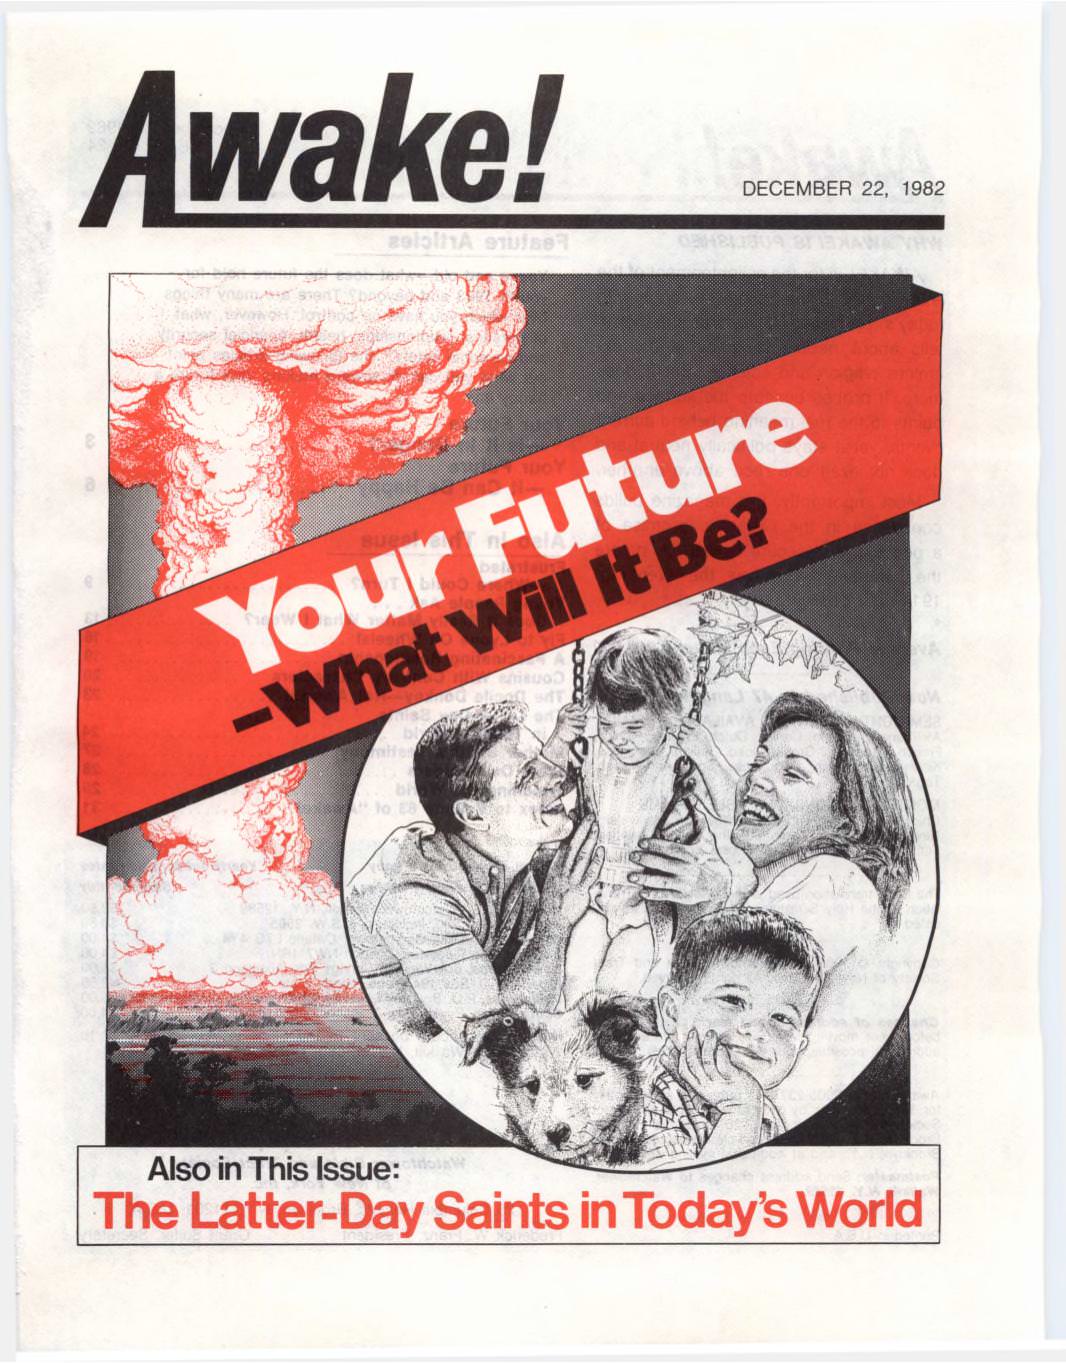 Awake!
DECEMBER 22, 1982
Your Future
–What Will It Be?
Also in This Issue:
The Latter-Day Saints in Today's World